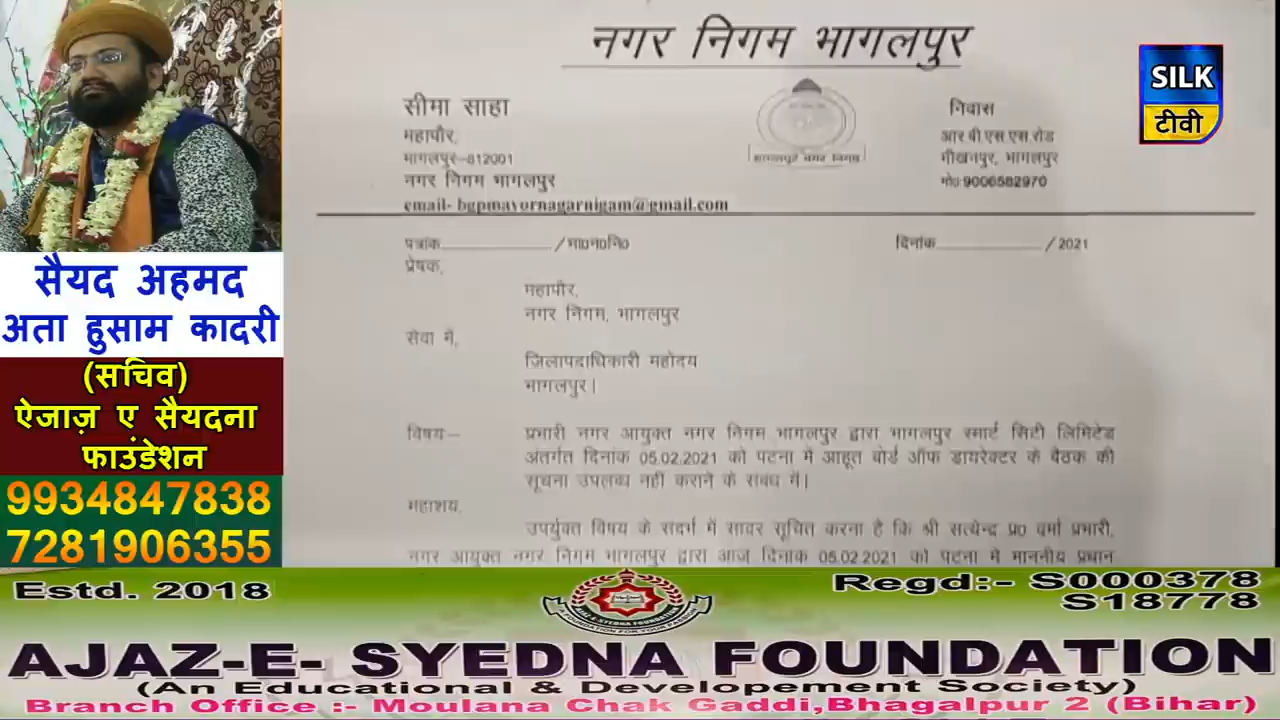 नगर निगम भागलपुर
सीमा साहा
महापौर,
भागलपुर-812001
नगर निगम भागलपुर
email- bgpmayornagarnigam@gmail.com
भागलपुर नगर निगम
निवास
आर बी एस एस रोड
भीखनपुर, भागलपुर
मो0:9006582970
पत्रांक /मा0न0नि0
दिनांक / 2021
प्रेषक,
महापौर,
नगर निगम, भागलपुर
सेवा में,
जिलापदाधिकारी महोदय
भागलपुर।
विषय- प्रभारी नगर आयुक्त नगर निगम भागलपुर द्वारा भागलपुर स्मार्ट सिटी लिमिटेड
अंतर्गत दिनांक 05.02.2021 को पटना में आहूत बोर्ड ऑफ डायरेक्टर के बैठक की
सूचना उपलब्ध नहीं कराने के संबंध में।
महाशय,
उपर्युक्त विषय के संदर्भ में सादर सूचित करना है कि श्री सत्येन्द्र प्र0 वर्मा प्रभारी,
नगर आयुक्त नगर निगम भागलपुर द्वारा आज दिनांक 05.02.2021 को पटना में माननीय प्रधान
SILK
टीवी
सैयद अहमद
अता हुसाम कादरी
(सचिव)
ऐजाज़ ए सैयदना
फाउंडेशन
9934847838
7281906355
Estd. 2018
Regd:- S000378
S18778
AJAZ-E- SYEDNA FOUNDATION
(An Educational & Developement Society)
Branch Office :- Moulana Chak Gaddi,Bhagalpur 2 (Bihar)